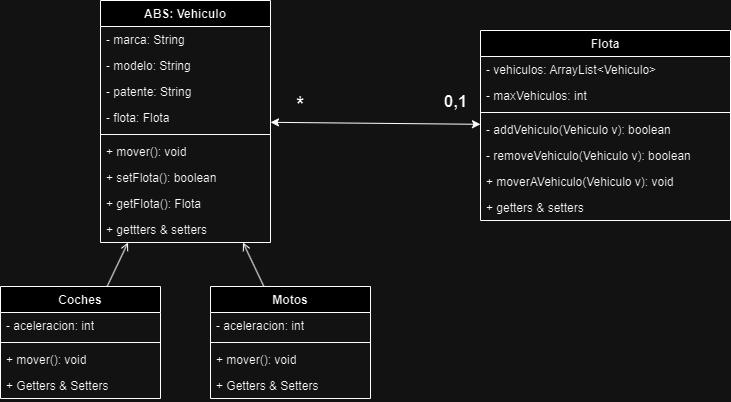 ABS: Vehiculo
- marca: String
- modelo: String
- patente: String
- flota: Flota
+ mover(): void
+ setFlota(): boolean
+ getFlota(): Flota
+ gettters & setters
*
0,1
Flota
- vehiculos: ArrayList<Vehiculo>
- maxVehiculos: int
- addVehiculo(Vehiculo v): boolean
- removeVehiculo(Vehiculo v): boolean
+ moverAVehiculo(Vehiculo v): void
+ getters & setters
Coches
- aceleracion: int
+ mover(): void
+ Getters & Setters
Motos
- aceleracion: int
+ mover(): void
+ Getters & Setters